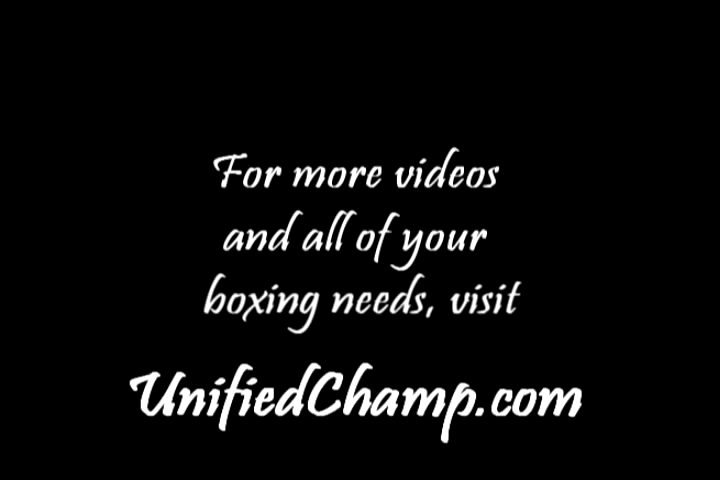 For more videos
and all of your
boxing needs, visit
UnifiedChamp.com